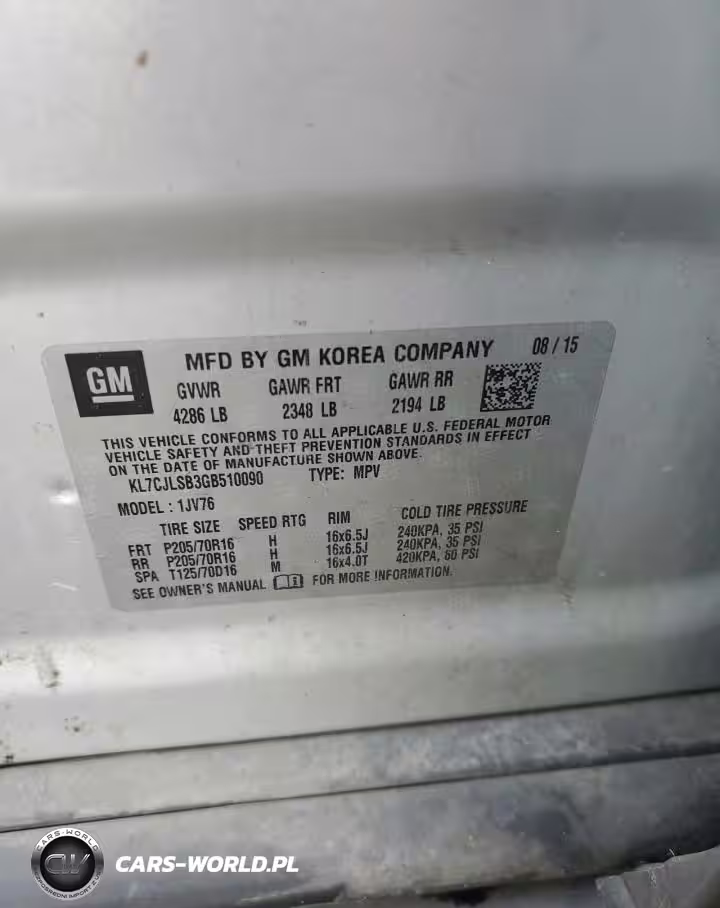 GM
MFD BY GM KOREA COMPANY 08 / 15
GVWR GAWR FRT GAWR RR
4286 LB 2348 LB 2194 LB
THIS VEHICLE CONFORMS TO ALL APPLICABLE U.S. FEDERAL MOTOR
VEHICLE SAFETY AND THEFT PREVENTION STANDARDS IN EFFECT
ON THE DATE OF MANUFACTURE SHOWN ABOVE.
KL7CJLSB3GB510090 TYPE: MPV
MODEL : 1JV76
TIRE SIZE SPEED RTG RIM COLD TIRE PRESSURE
FRT P205/70R16 H 16x6.5J 240KPA, 35 PSI
RR P205/70R16 H 16x6.5J 240KPA, 35 PSI
SPA T125/70D16 M 16x4.0T 420KPA, 60 PSI
SEE OWNER'S MANUAL FOR MORE INFORMATION.
CARS-WORLD
CW
CARS-WORLD.PL